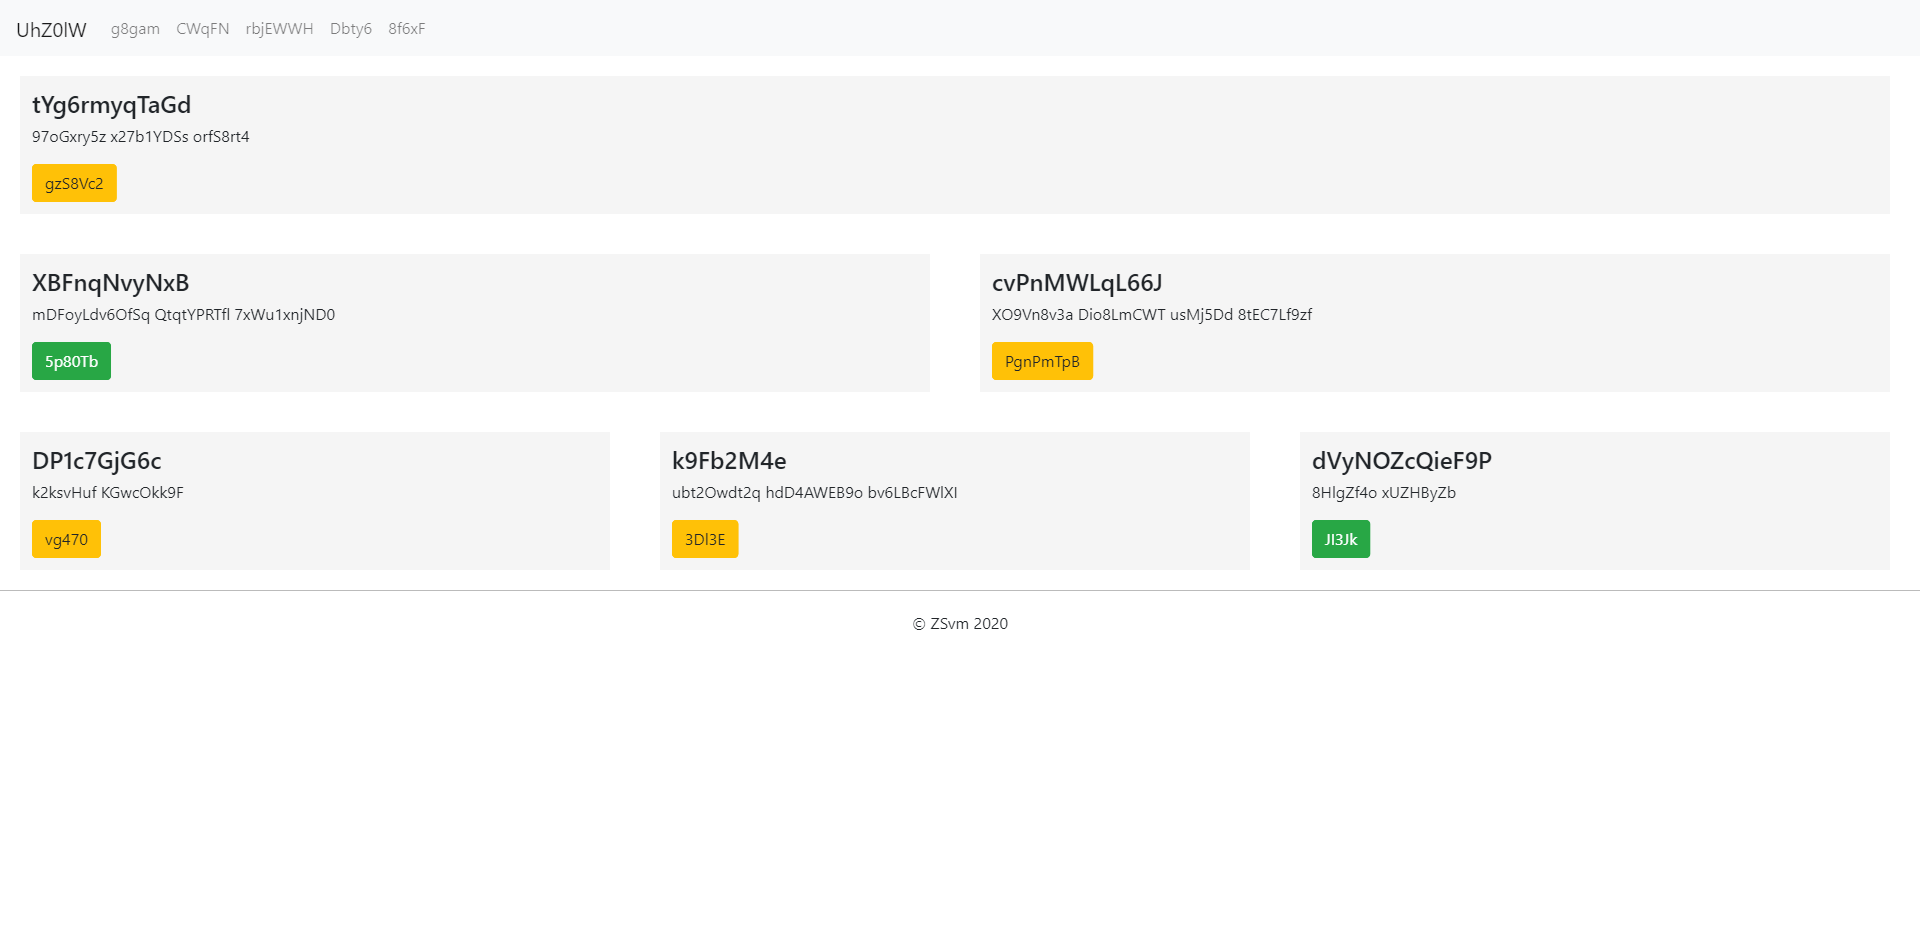 UhZ0lW g8gam CWqFN rbjEWWH Dbty6 8f6xF
tYg6rmyqTaGd
97oGxry5z x27b1YDSs orfS8rt4
gzS8Vc2
XBFnqNvyNxB
mDFoyLdv6OfSq QtqtYPRTfl 7xWu1xnjND0
5p80Tb
cvPnMWLqL66J
XO9Vn8v3a Dio8LmCWT usMj5Dd 8tEC7Lf9zf
PgnPmTpB
DP1c7GjG6c
k2ksvHuf KGwcOkk9F
vg470
k9Fb2M4e
ubt2Owdt2q hdD4AWEB9o bv6LBcFWlXI
3Dl3E
dVyNOZcQieF9P
8HlgZf4o xUZHByZb
JI3Jk
© ZSvm 2020